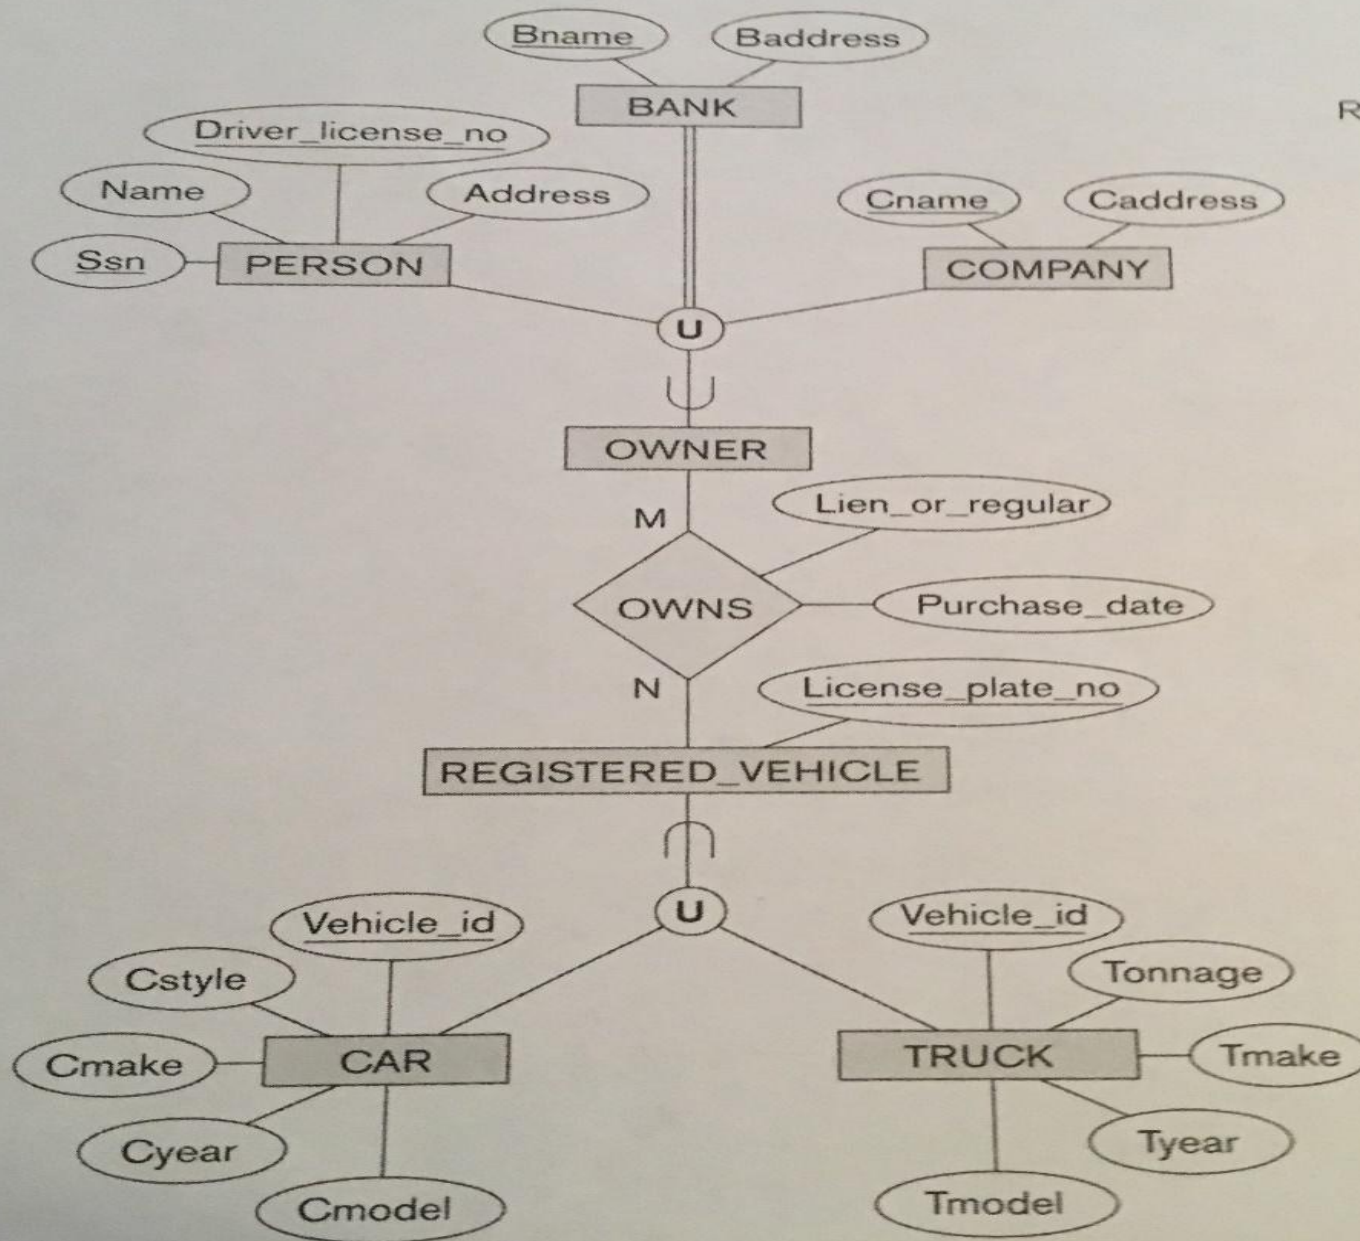 Bname
Baddress
BANK
R
Driver_license_no
Name
Address
Cname
Caddress
Ssn
PERSON
COMPANY
U
OWNER
M
Lien_or_regular
OWNS
Purchase_date
N
License_plate_no
REGISTERED_VEHICLE
U
Vehicle_id
Vehicle_id
Cstyle
Tonnage
Cmake
CAR
TRUCK
Tmake
Cyear
Tyear
Cmodel
Tmodel